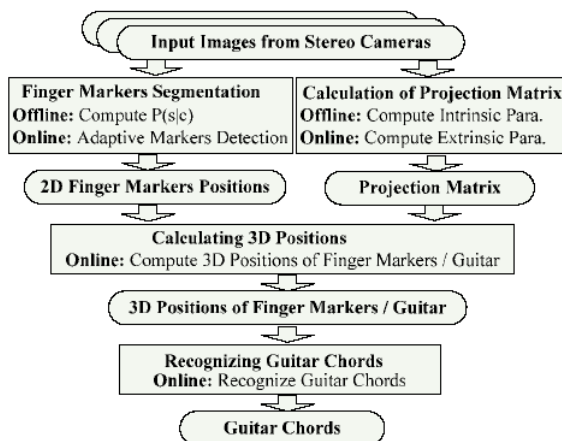 Input Images from Stereo Cameras
Finger Markers Segmentation
Offline: Compute P(s|c)
Online: Adaptive Markers Detection
Calculation of Projection Matrix
Offline: Compute Intrinsic Para.
Online: Compute Extrinsic Para.
2D Finger Markers Positions
Projection Matrix
Calculating 3D Positions
Online: Compute 3D Positions of Finger Markers / Guitar
3D Positions of Finger Markers / Guitar
Recognizing Guitar Chords
Online: Recognize Guitar Chords
Guitar Chords